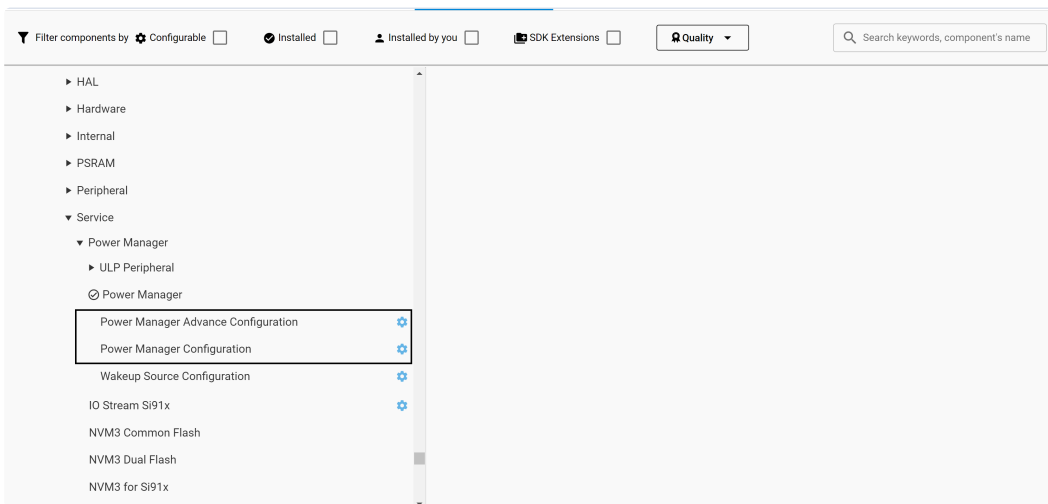 Filter components by Configurable Installed Installed by you SDK Extensions Quality Search keywords, component's name
HAL
Hardware
Internal
PSRAM
Peripheral
Service
Power Manager
ULP Peripheral
Power Manager
Power Manager Advance Configuration
Power Manager Configuration
Wakeup Source Configuration
IO Stream Si91x
NVM3 Common Flash
NVM3 Dual Flash
NVM3 for Si91x